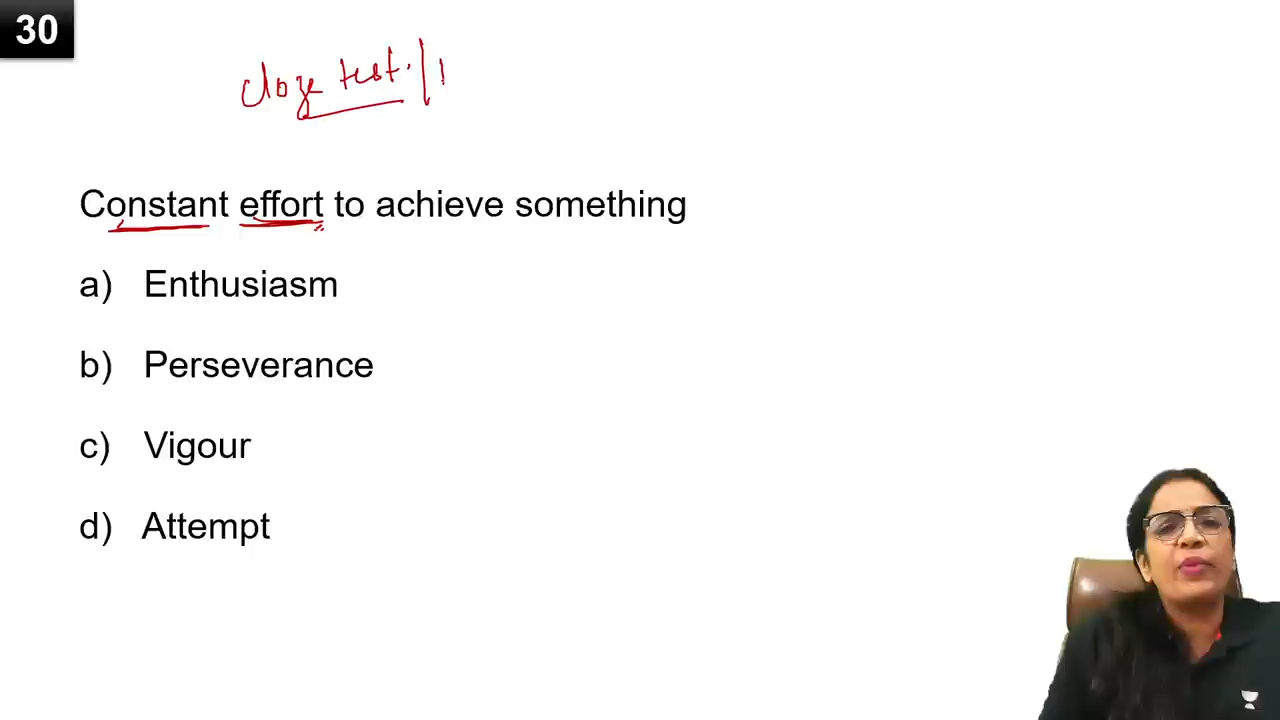 30
cloze test. /
Constant effort to achieve something
a) Enthusiasm
b) Perseverance
c) Vigour
d) Attempt